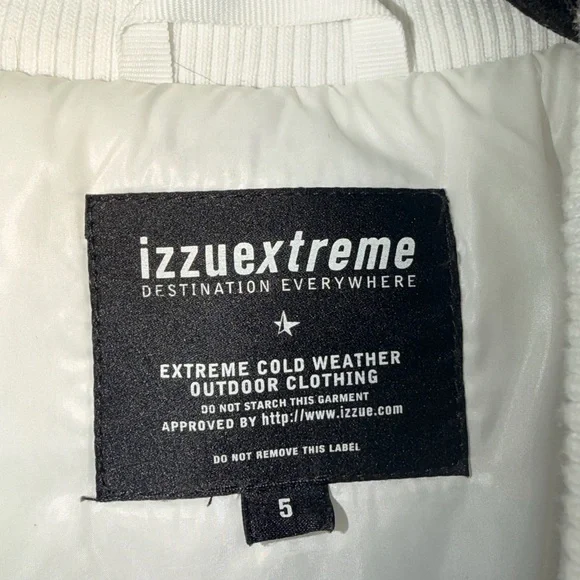 izzuextreme
DESTINATION EVERYWHERE
EXTREME COLD WEATHER
OUTDOOR CLOTHING
DO NOT STARCH THIS GARMENT
APPROVED BY http://www.izzue.com
DO NOT REMOVE THIS LABEL
5